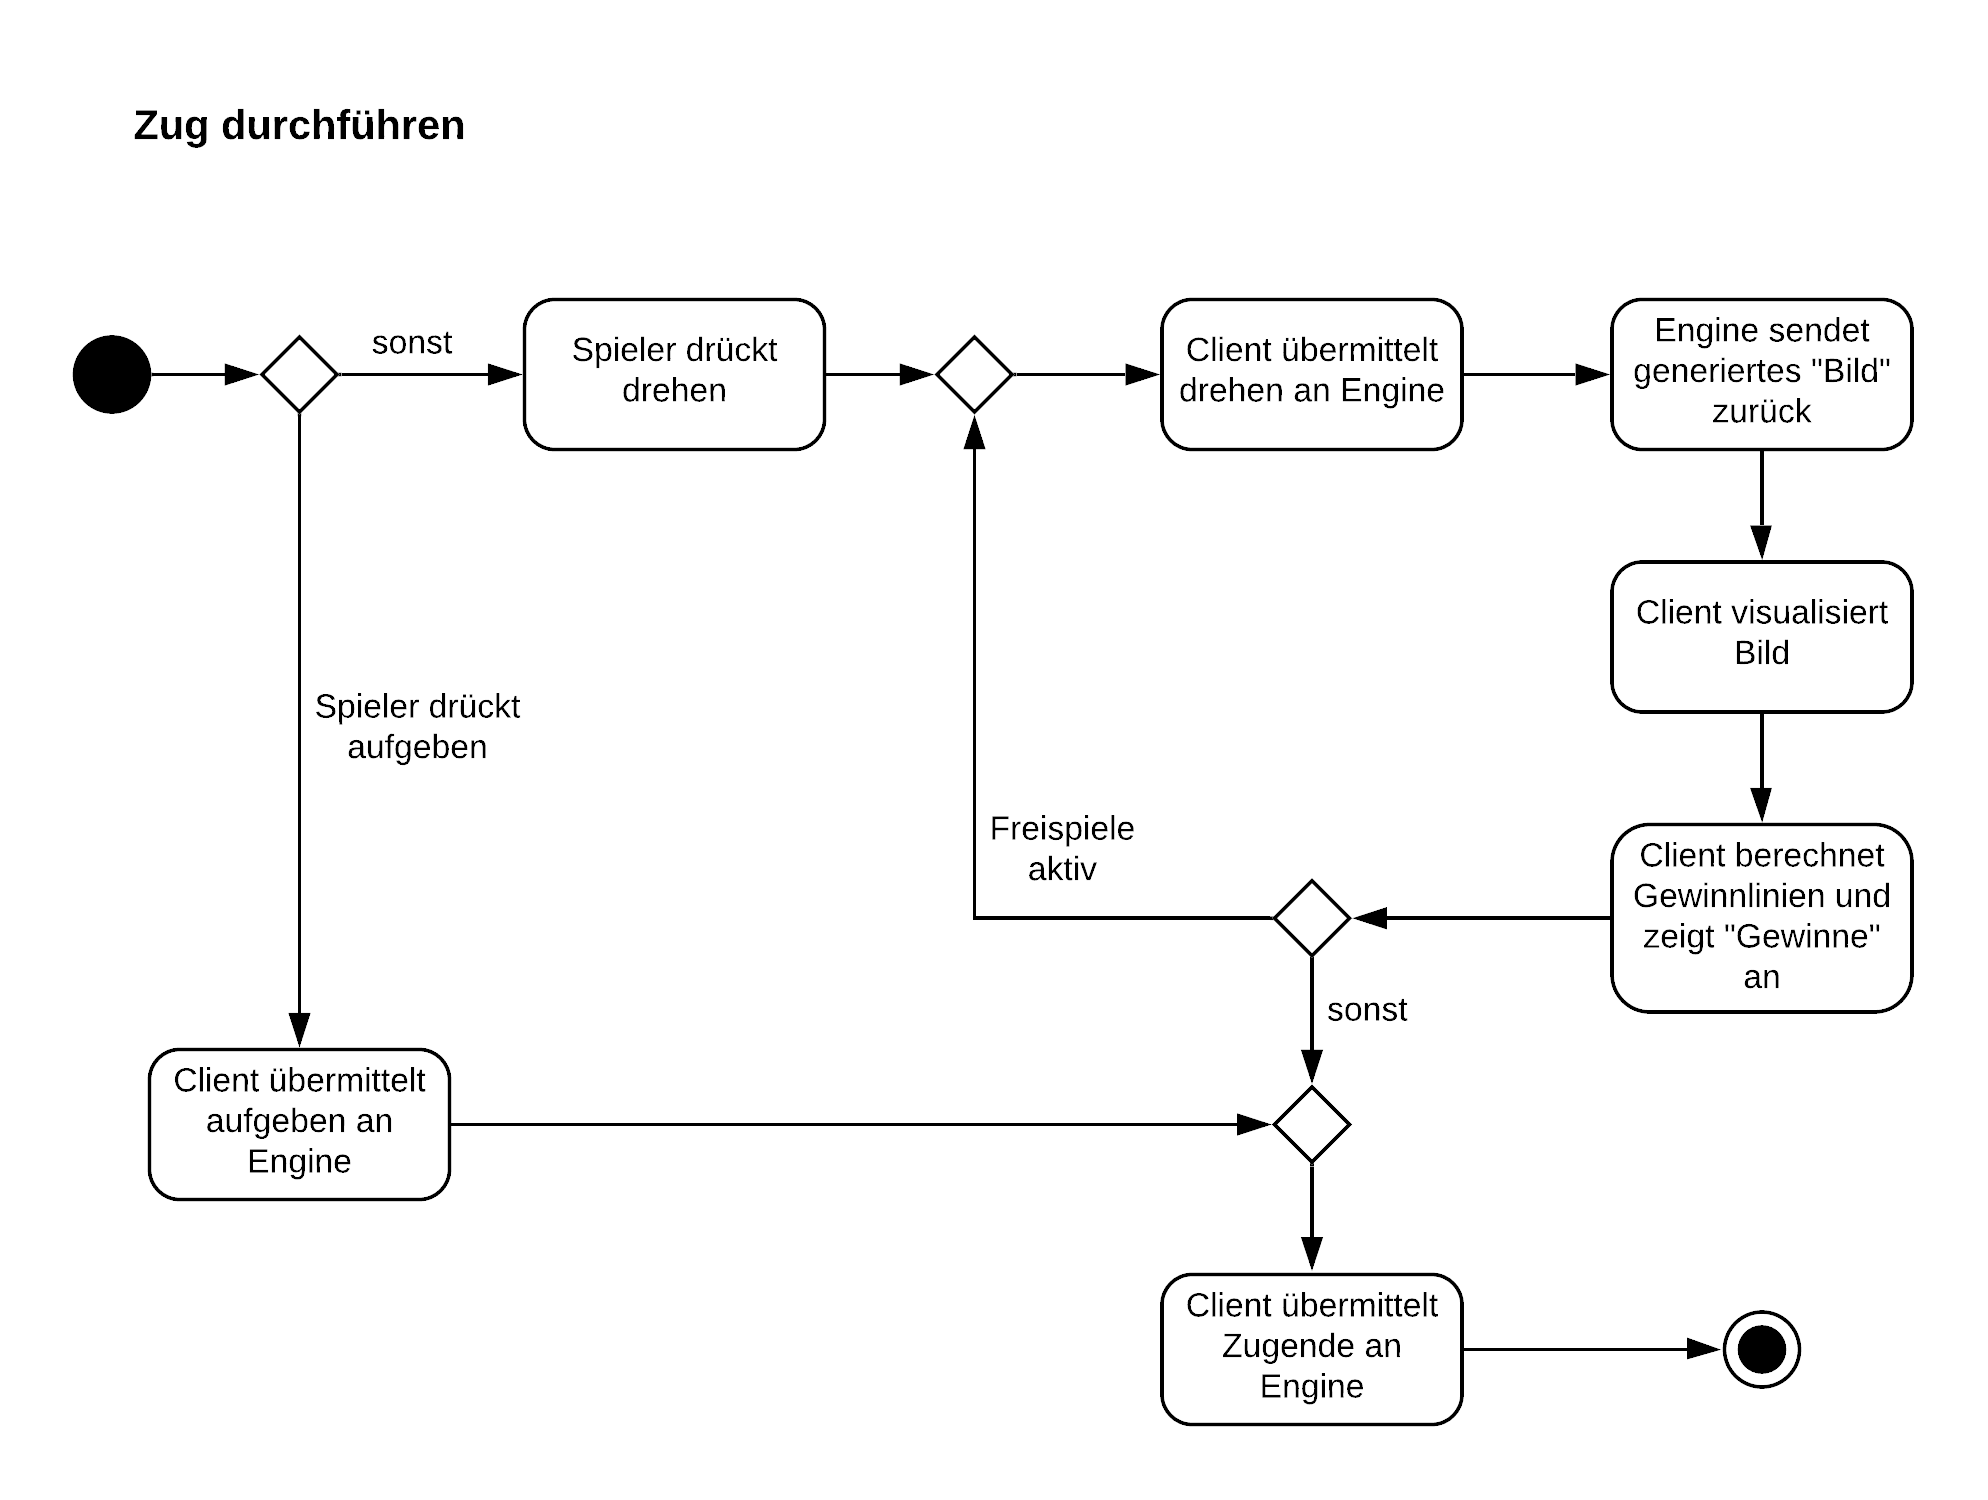 Zug durchführen
sonst
Spieler drückt
drehen
Client übermittelt
drehen an Engine
Engine sendet
generiertes "Bild"
zurück
Client visualisiert
Bild
Spieler drückt
aufgeben
Freispiele
aktiv
Client berechnet
Gewinnlinien und
zeigt "Gewinne"
an
sonst
Client übermittelt
aufgeben an
Engine
Client übermittelt
Zugende an
Engine